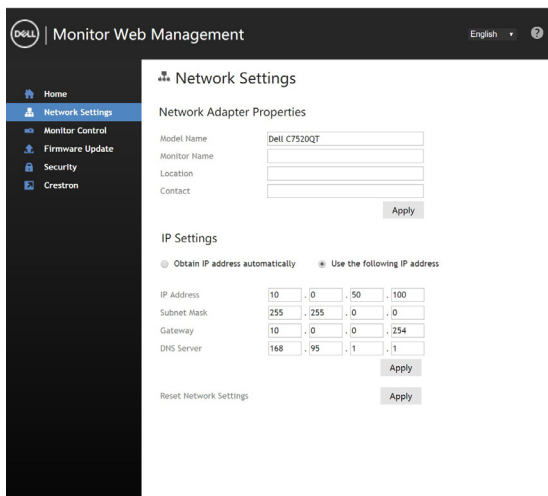 DELL | Monitor Web Management
English
?
Home
Network Settings
Monitor Control
Firmware Update
Security
Crestron
Network Settings
Network Adapter Properties
Model Name Dell C7520QT
Monitor Name
Location
Contact
Apply
IP Settings
Obtain IP address automatically Use the following IP address
IP Address 10 . 0 . 50 . 100
Subnet Mask 255 . 255 . 0 . 0
Gateway 10 . 0 . 0 . 254
DNS Server 168 . 95 . 1 . 1
Apply
Reset Network Settings Apply